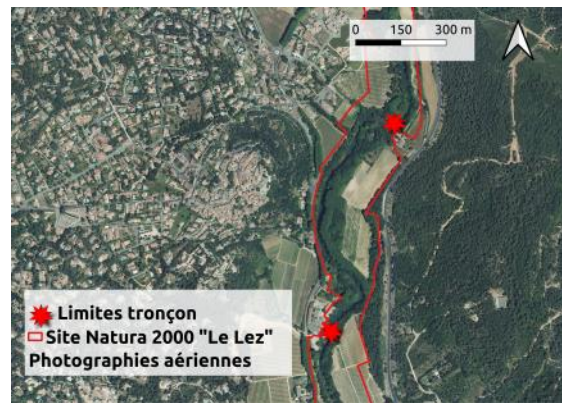 0 150 300 m
Limites tronçon
Site Natura 2000 "Le Lez"
Photographies aériennes